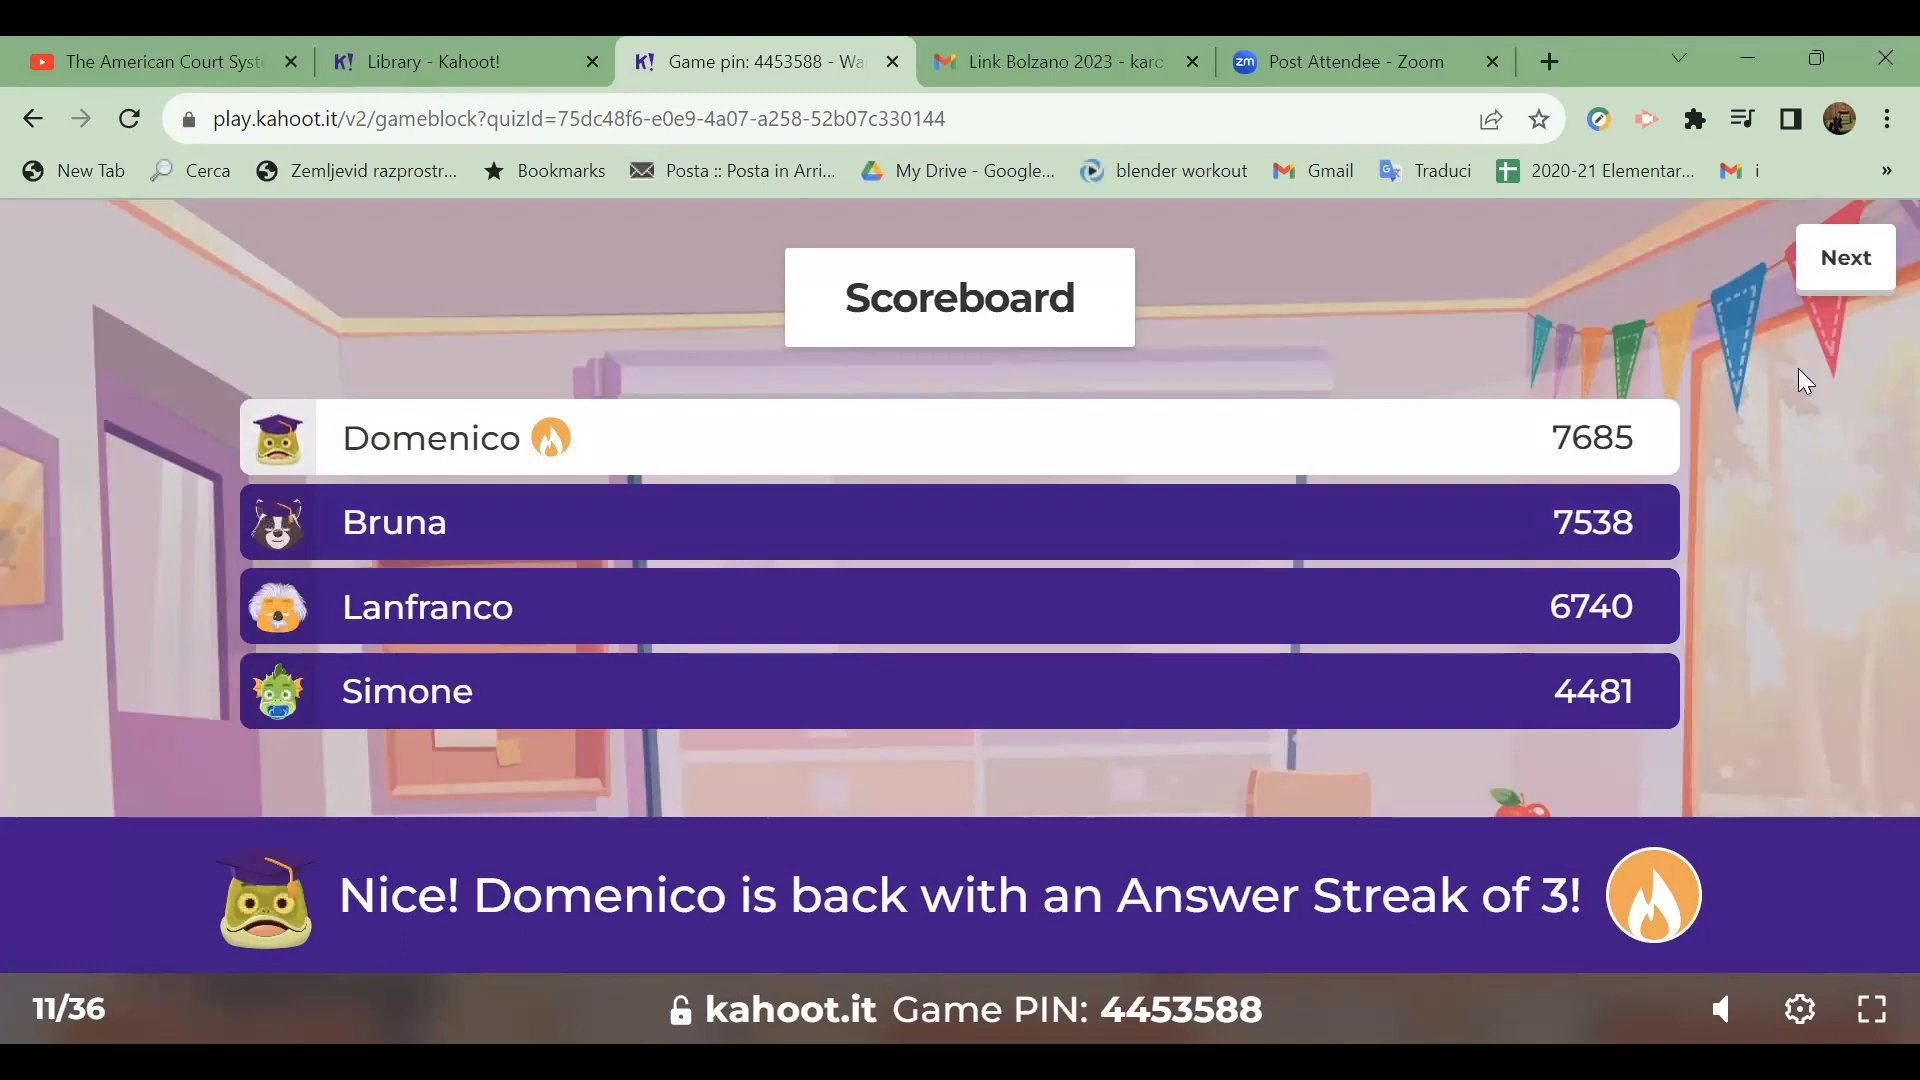 The American Court Syst
K! Library - Kahoot!
K! Game pin: 4453588 - Wa
Link Bolzano 2023 - karo
zm Post Attendee - Zoom
play.kahoot.it/v2/gameblock?quizId=75dc48f6-e0e9-4a07-a258-52b07c330144
New Tab
Cerca
Zemljevid razprostr...
Bookmarks
Posta :: Posta in Arri...
My Drive - Google...
blender workout
Gmail
Traduci
2020-21 Elementar...
i
»
Scoreboard
Next
Domenico 7685
Bruna 7538
Lanfranco 6740
Simone 4481
Nice! Domenico is back with an Answer Streak of 3!
11/36
kahoot.it Game PIN: 4453588